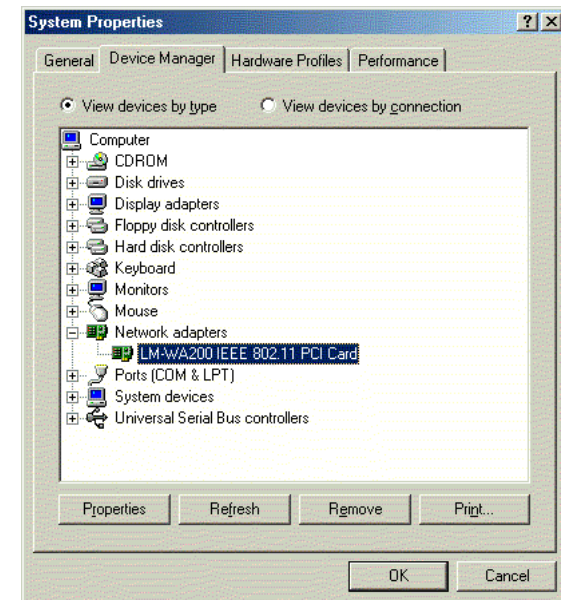 System Properties
General Device Manager Hardware Profiles Performance
View devices by type View devices by connection
Computer
CDROM
Disk drives
Display adapters
Floppy disk controllers
Hard disk controllers
Keyboard
Monitors
Mouse
Network adapters
LM-WA200 IEEE 802.11 PCI Card
Ports (COM & LPT)
System devices
Universal Serial Bus controllers
Properties Refresh Remove Print...
OK Cancel